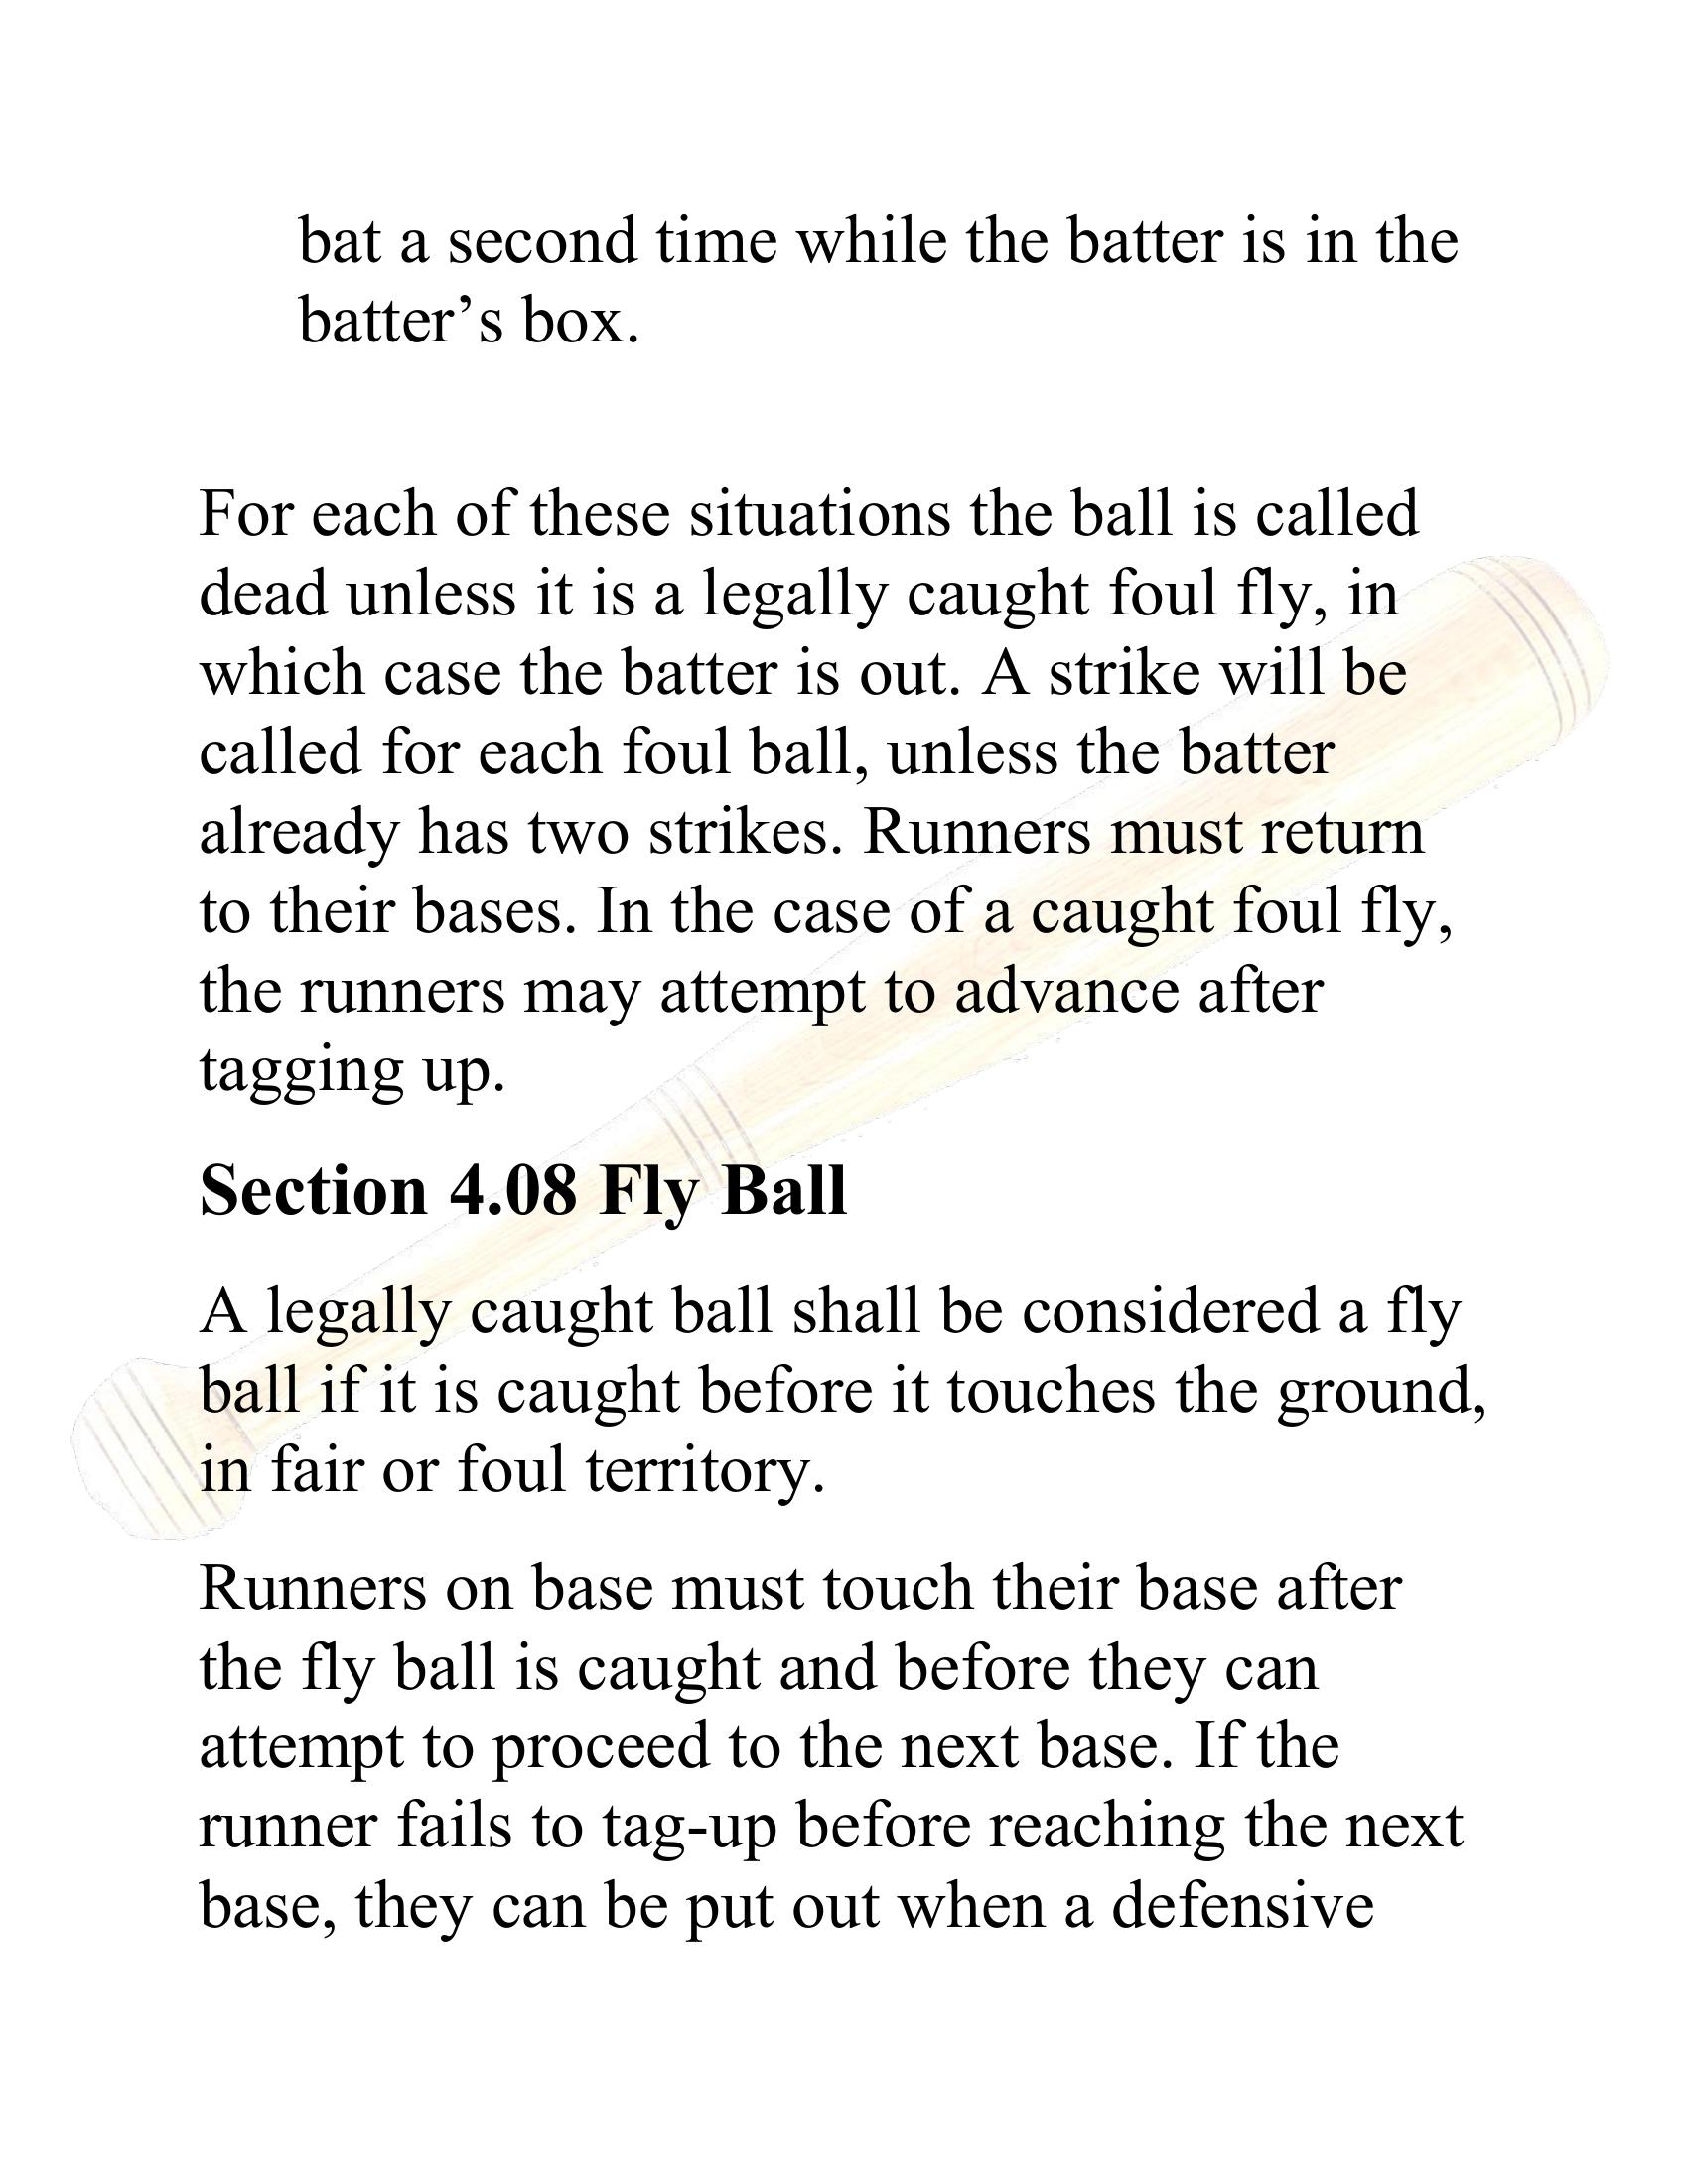 bat a second time while the batter is in the
batter’s box.
For each of these situations the ball is called
dead unless it is a legally caught foul fly, in
which case the batter is out. A strike will be
called for each foul ball, unless the batter
already has two strikes. Runners must return
to their bases. In the case of a caught foul fly,
the runners may attempt to advance after
tagging up.
Section 4.08 Fly Ball
A legally caught ball shall be considered a fly
ball if it is caught before it touches the ground,
in fair or foul territory.
Runners on base must touch their base after
the fly ball is caught and before they can
attempt to proceed to the next base. If the
runner fails to tag-up before reaching the next
base, they can be put out when a defensive